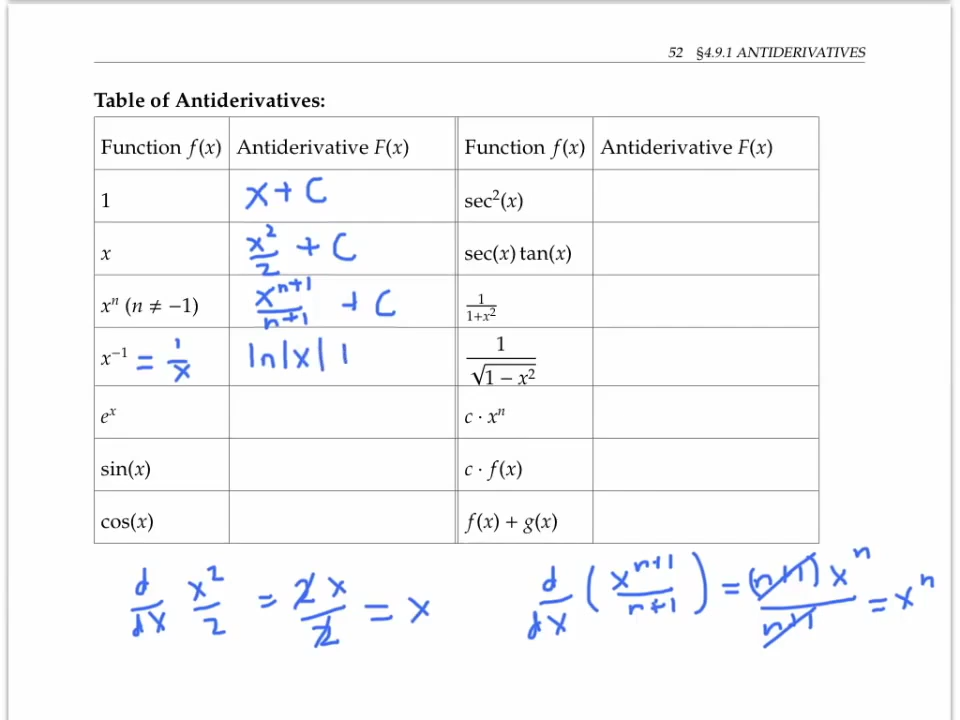 52 §4.9.1 ANTIDERIVATIVES
Table of Antiderivatives:
Function f(x) Antiderivative F(x) Function f(x) Antiderivative F(x)
1 x + C sec²(x)
x x²/2 + C sec(x) tan(x)
xⁿ (n ≠ −1) xⁿ⁺¹/n+1 + C 1/1+x²
x⁻¹ = 1/x ln|x| | 1/√1 − x²
eˣ c · xⁿ
sin(x) c · f(x)
cos(x) f(x) + g(x)
d/dx x²/2 = 2x/2 = x d/dx (xⁿ⁺¹/n+1) = (n+1)xⁿ/n+1 = xⁿ